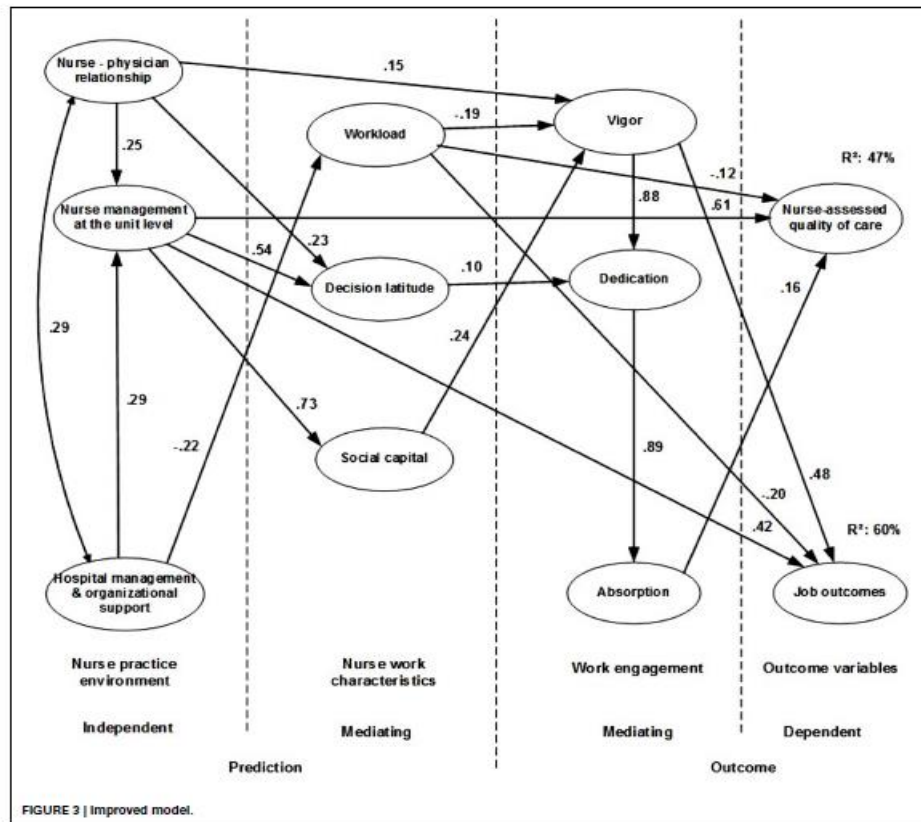 Nurse - physician
relationship
.15
-.19
Workload
Vigor
R²: 47%
.25
-.12
Nurse management
at the unit level
.88
.61
Nurse-assessed
quality of care
.54
.23
.10
Decision latitude
Dedication
.16
.29
.24
.29
.73
-.22
Social capital
.89
.48
-.20
.42
R²: 60%
Hospital management
& organizational
support
Absorption
Job outcomes
Nurse practice
environment
Nurse work
characteristics
Work engagement
Outcome variables
Independent
Mediating
Mediating
Dependent
Prediction
Outcome
FIGURE 3 | Improved model.